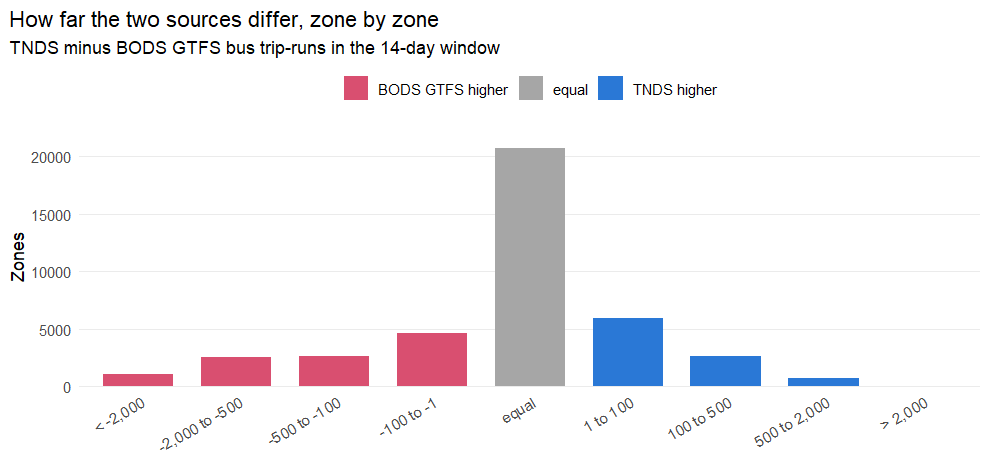 How far the two sources differ, zone by zone
TNDS minus BODS GTFS bus trip-runs in the 14-day window
BODS GTFS higher equal TNDS higher
20000
15000
10000
5000
0
Zones
< -2,000
-2,000 to -500
-500 to -100
-100 to -1
equal
1 to 100
100 to 500
500 to 2,000
> 2,000